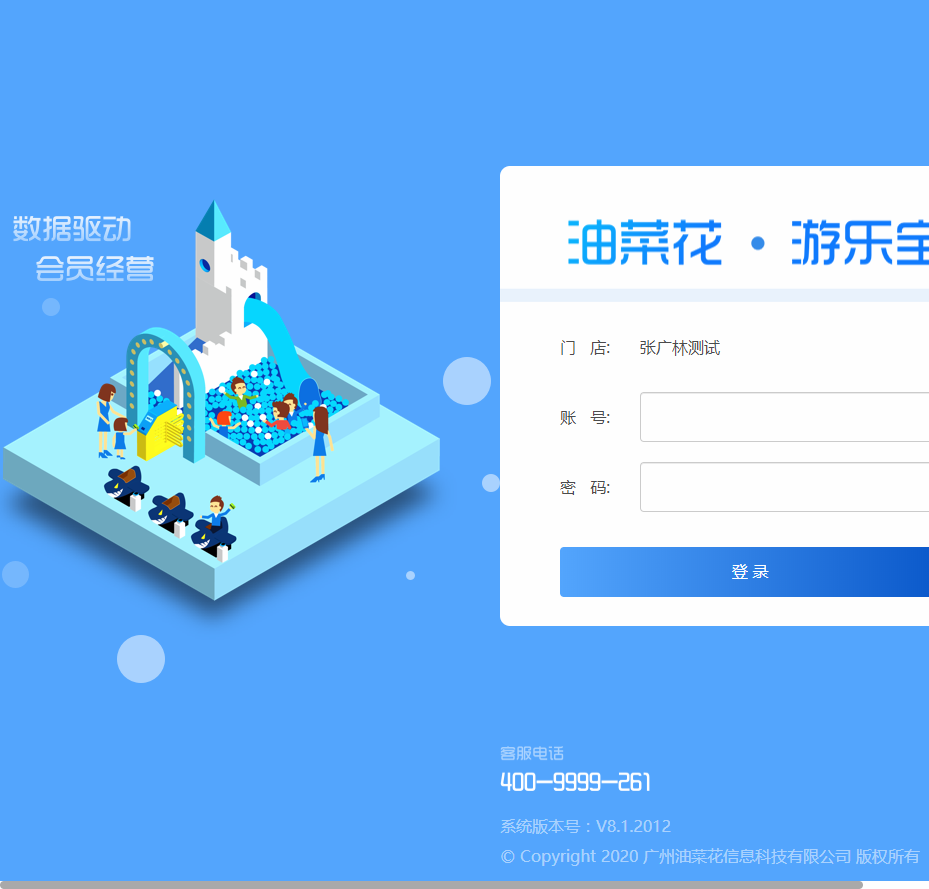 数据驱动
会员经营
油菜花·游乐宝
门 店: 张广林测试
账 号:
密 码:
登 录
客服电话
400-9999-261
系统版本号：V8.1.2012
© Copyright 2020 广州油菜花信息科技有限公司 版权所有